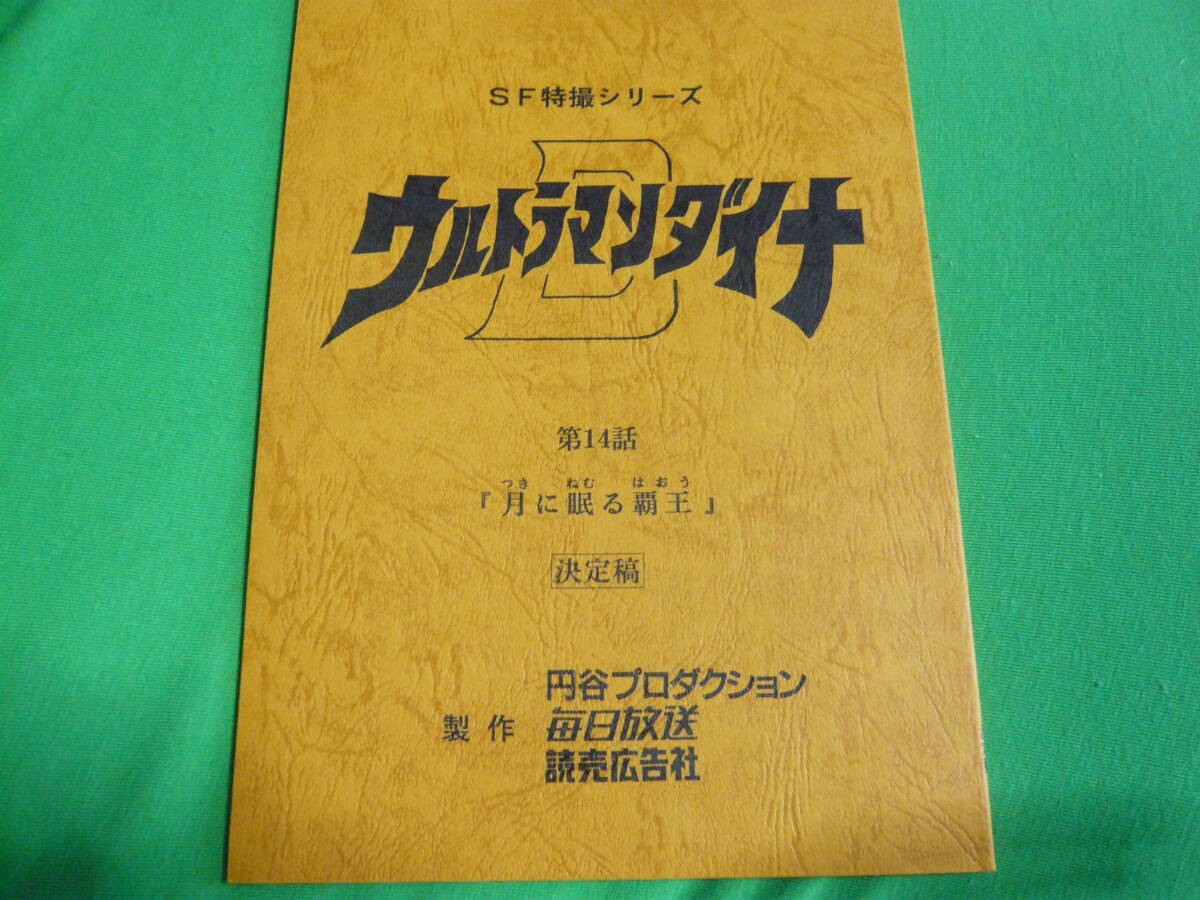 SF特撮シリーズ
D
ウルトラマンダイナ
第14話
つき ねむ はおう
『月に眠る覇王』
決定稿
製作
円谷プロダクション
毎日放送
読売広告社